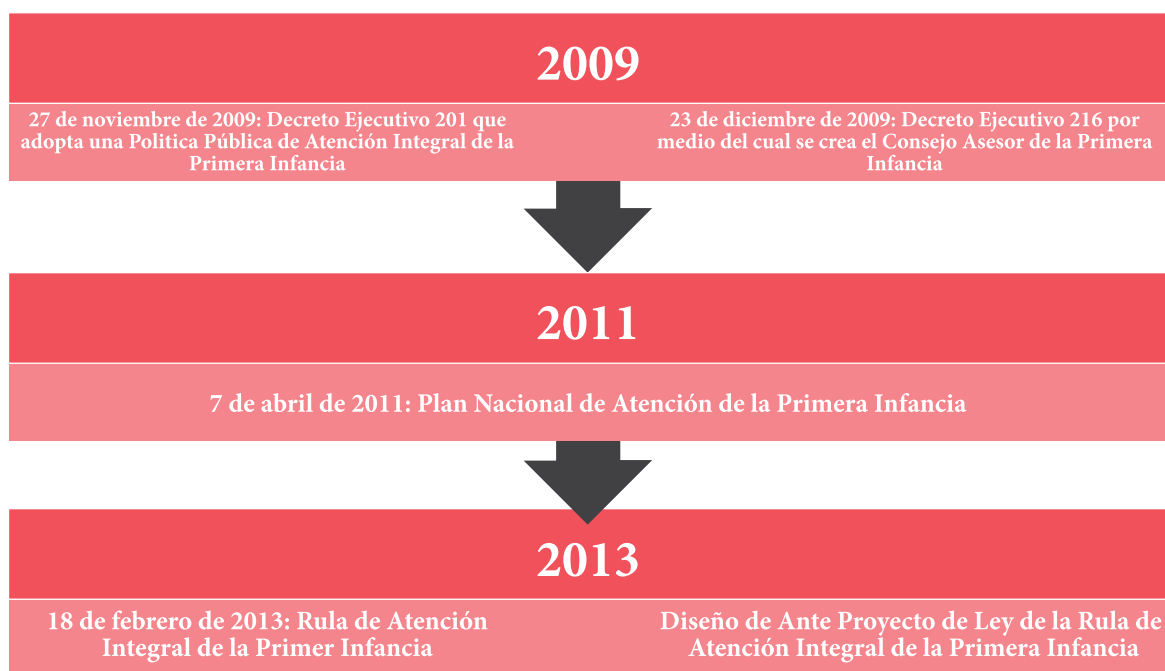 2009
27 de noviembre de 2009: Decreto Ejecutivo 201 que
adopta una Politica Pública de Atención Integral de la
Primera Infancia
23 de diciembre de 2009: Decreto Ejecutivo 216 por
medio del cual se crea el Consejo Asesor de la Primera
Infancia
2011
7 de abril de 2011: Plan Nacional de Atención de la Primera Infancia
2013
18 de febrero de 2013: Rula de Atención
Integral de la Primer Infancia
Diseño de Ante Proyecto de Ley de la Rula de
Atención Integral de la Primera Infancia